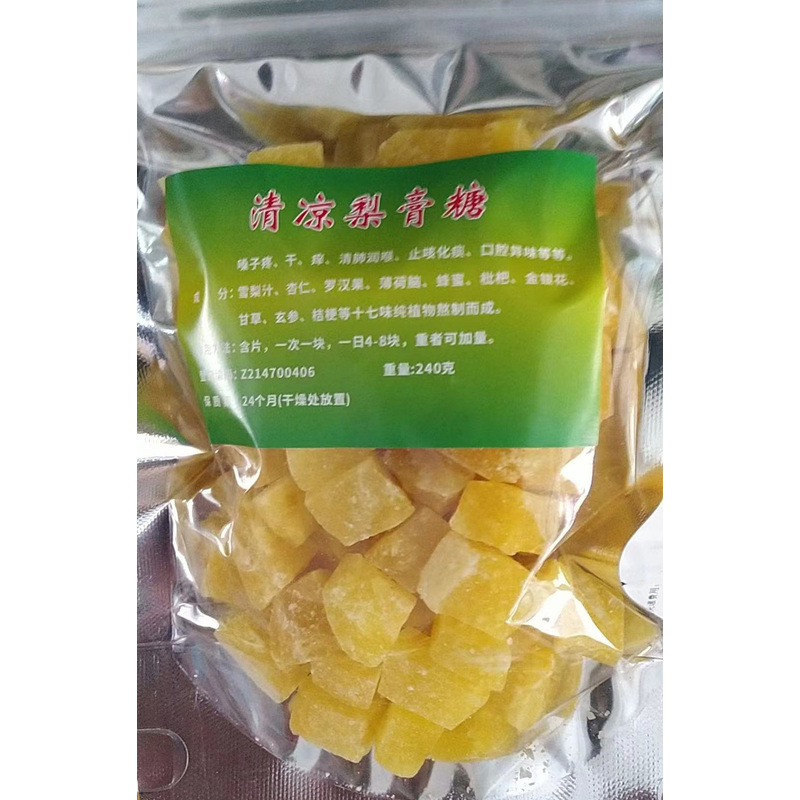 清凉梨膏糖
嗓子疼、干、痒、清肺润喉、止咳化痰、口腔异味等等。
分：雪梨汁、杏仁、罗汉果、薄荷脑、蜂蜜、枇杷、金银花、
甘草、玄参、桔梗等十七味纯植物熬制而成。
法：含片，一次一块，一日4-8块，重者可加量。
Z214700406 重量:240克
保质 24个月(干燥处放置)